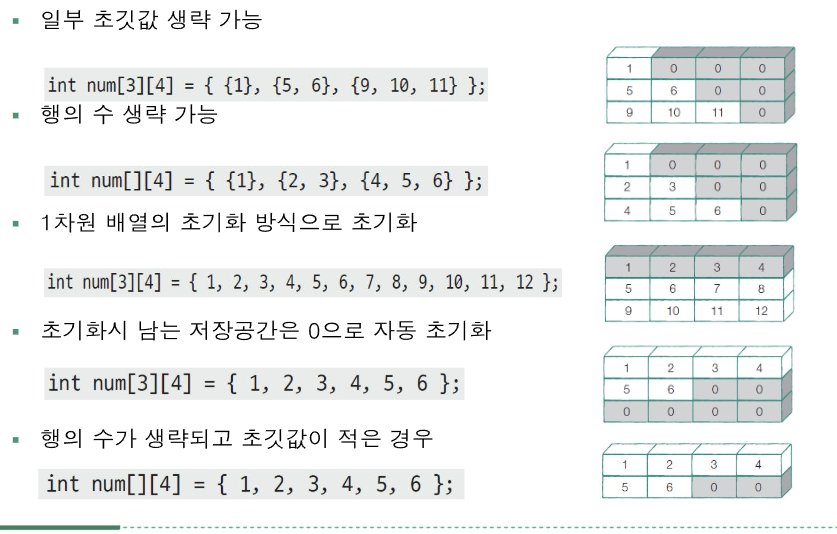 일부 초깃값 생략 가능
int num[3][4] = { {1}, {5, 6}, {9, 10, 11} };
1 0 0 0
5 6 0 0
9 10 11 0
행의 수 생략 가능
int num[][4] = { {1}, {2, 3}, {4, 5, 6} };
1 0 0 0
2 3 0 0
4 5 6 0
1차원 배열의 초기화 방식으로 초기화
int num[3][4] = { 1, 2, 3, 4, 5, 6, 7, 8, 9, 10, 11, 12 };
1 2 3 4
5 6 7 8
9 10 11 12
초기화시 남는 저장공간은 0으로 자동 초기화
int num[3][4] = { 1, 2, 3, 4, 5, 6 };
1 2 3 4
5 6 0 0
0 0 0 0
행의 수가 생략되고 초깃값이 적은 경우
int num[][4] = { 1, 2, 3, 4, 5, 6 };
1 2 3 4
5 6 0 0